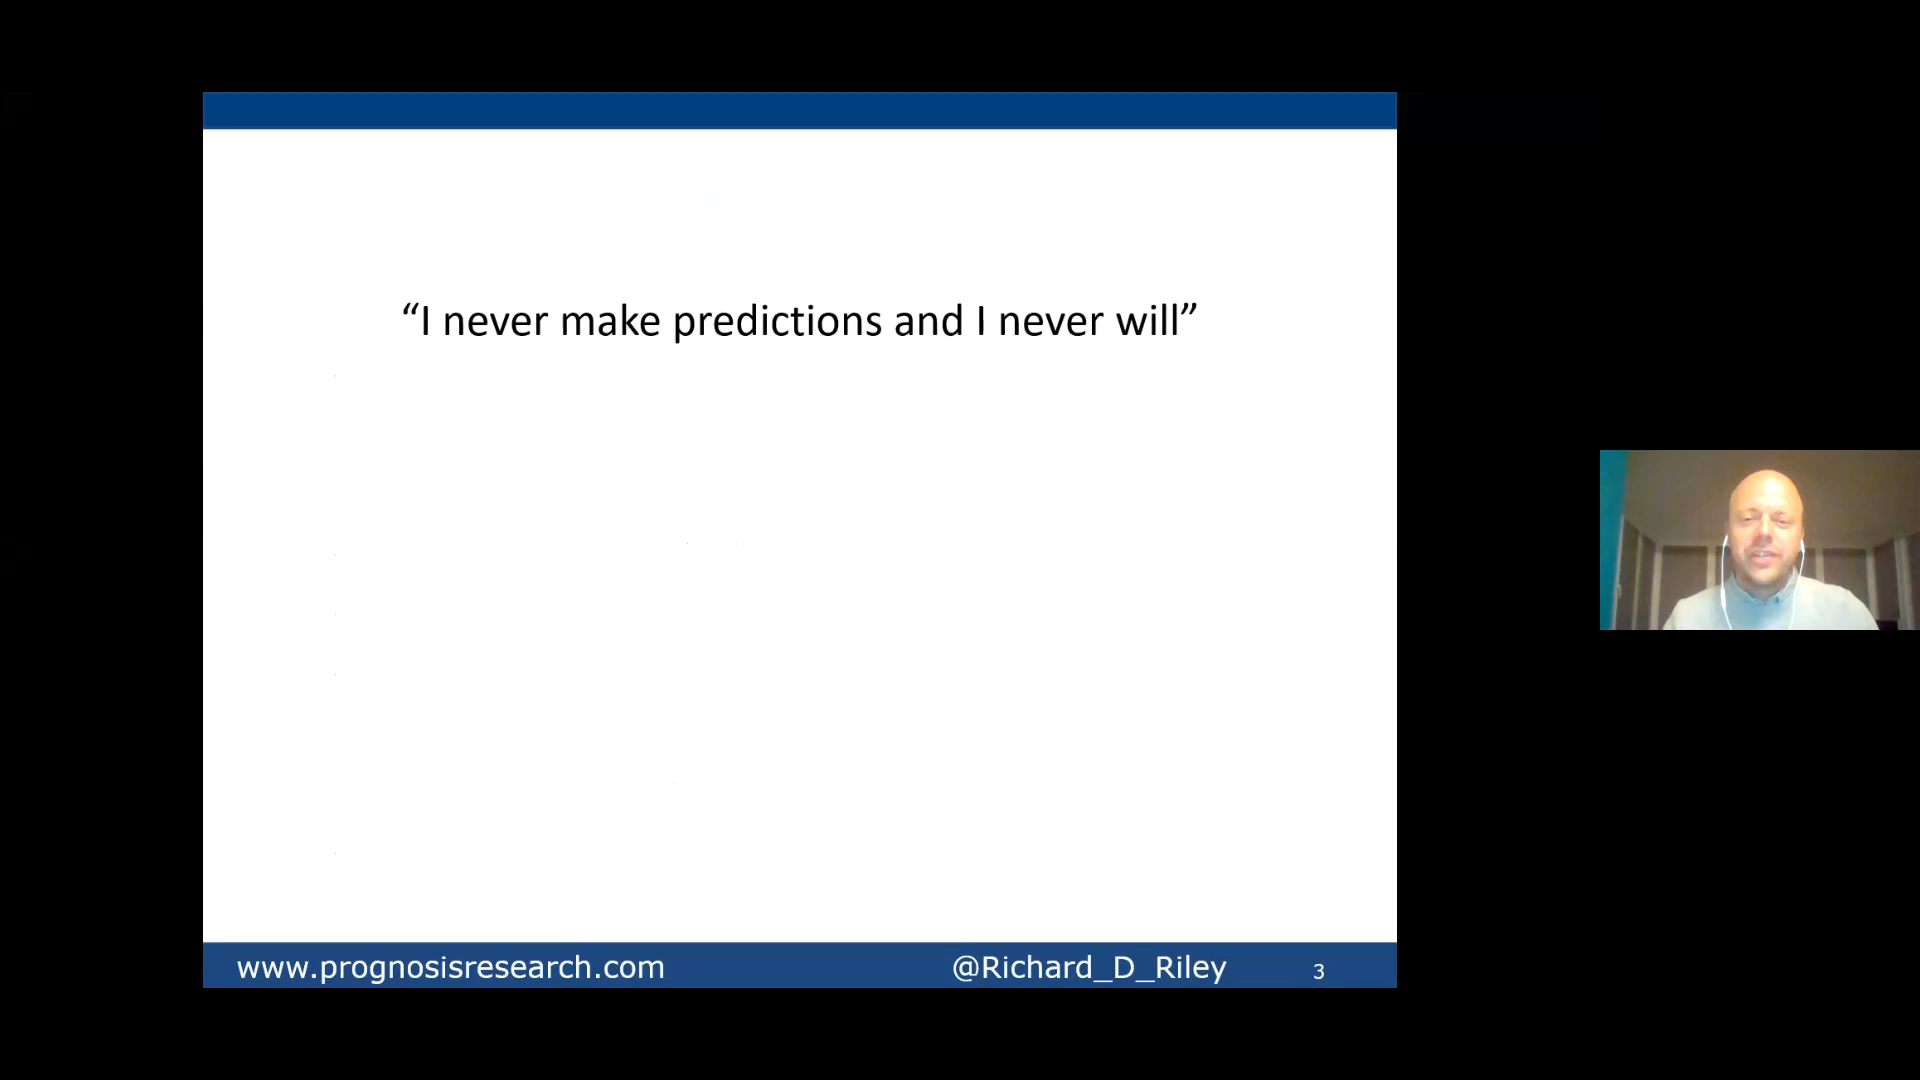 “I never make predictions and I never will”
www.prognosisresearch.com
@Richard_D_Riley
3